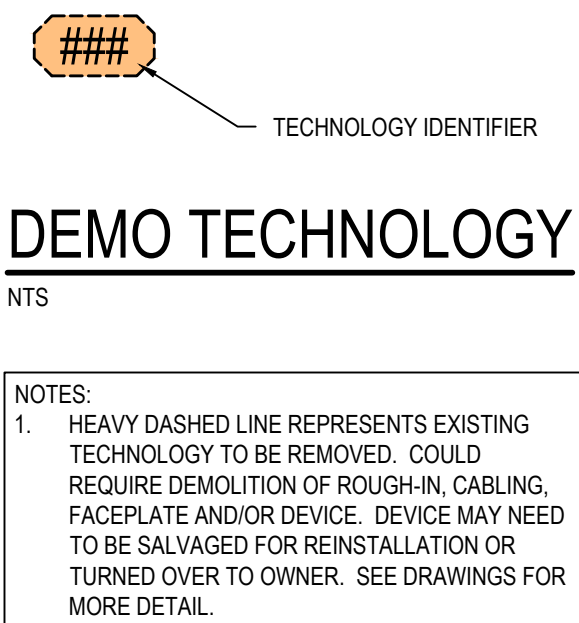 ###
TECHNOLOGY IDENTIFIER
DEMO TECHNOLOGY
NTS
NOTES:
1. HEAVY DASHED LINE REPRESENTS EXISTING
TECHNOLOGY TO BE REMOVED. COULD
REQUIRE DEMOLITION OF ROUGH-IN, CABLING,
FACEPLATE AND/OR DEVICE. DEVICE MAY NEED
TO BE SALVAGED FOR REINSTALLATION OR
TURNED OVER TO OWNER. SEE DRAWINGS FOR
MORE DETAIL.